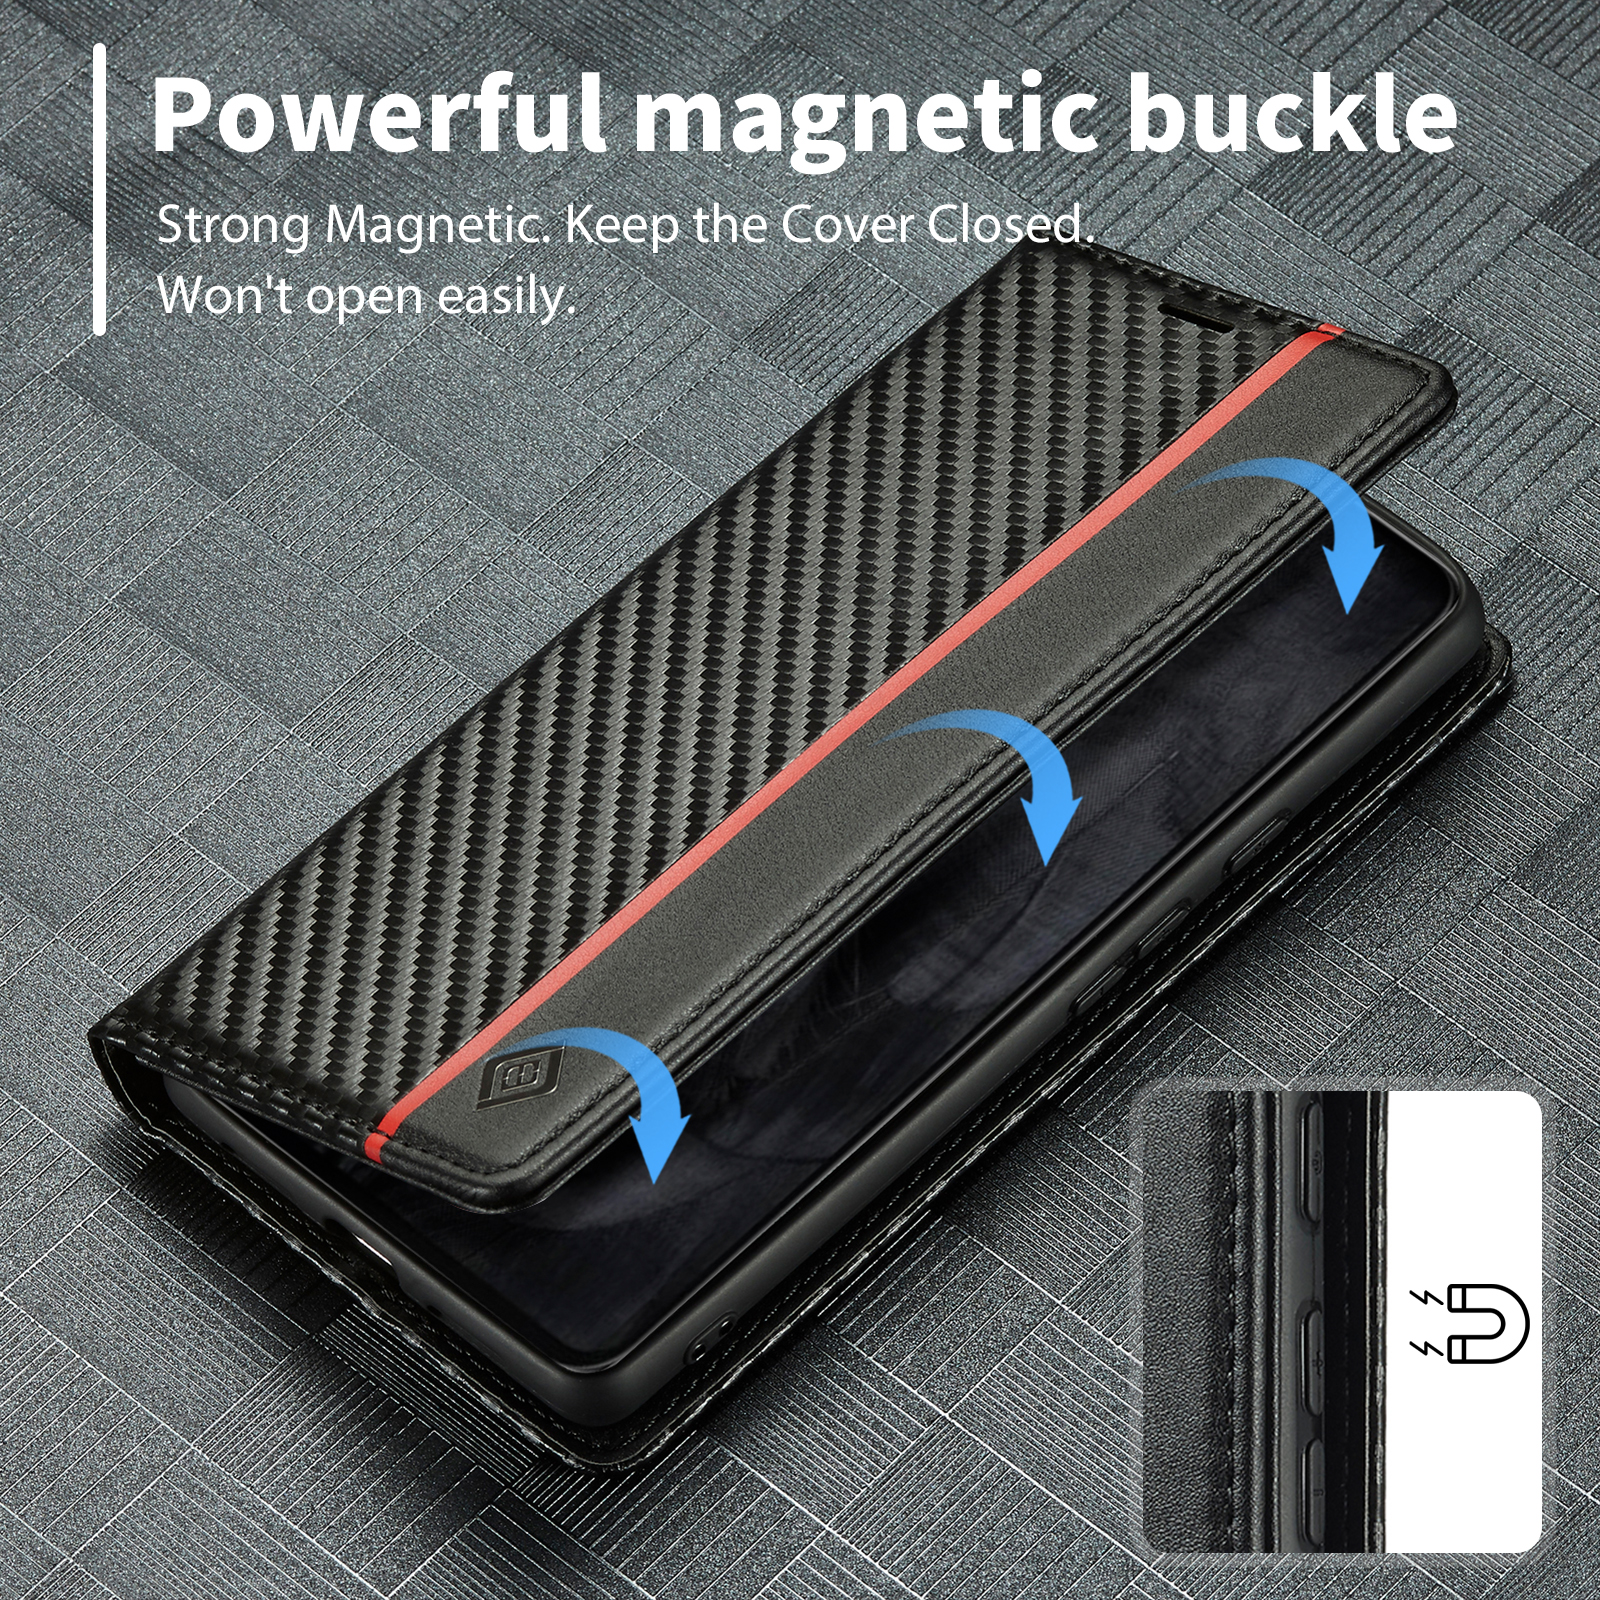 Powerful magnetic buckle
Strong Magnetic. Keep the Cover Closed.
Won't open easily.